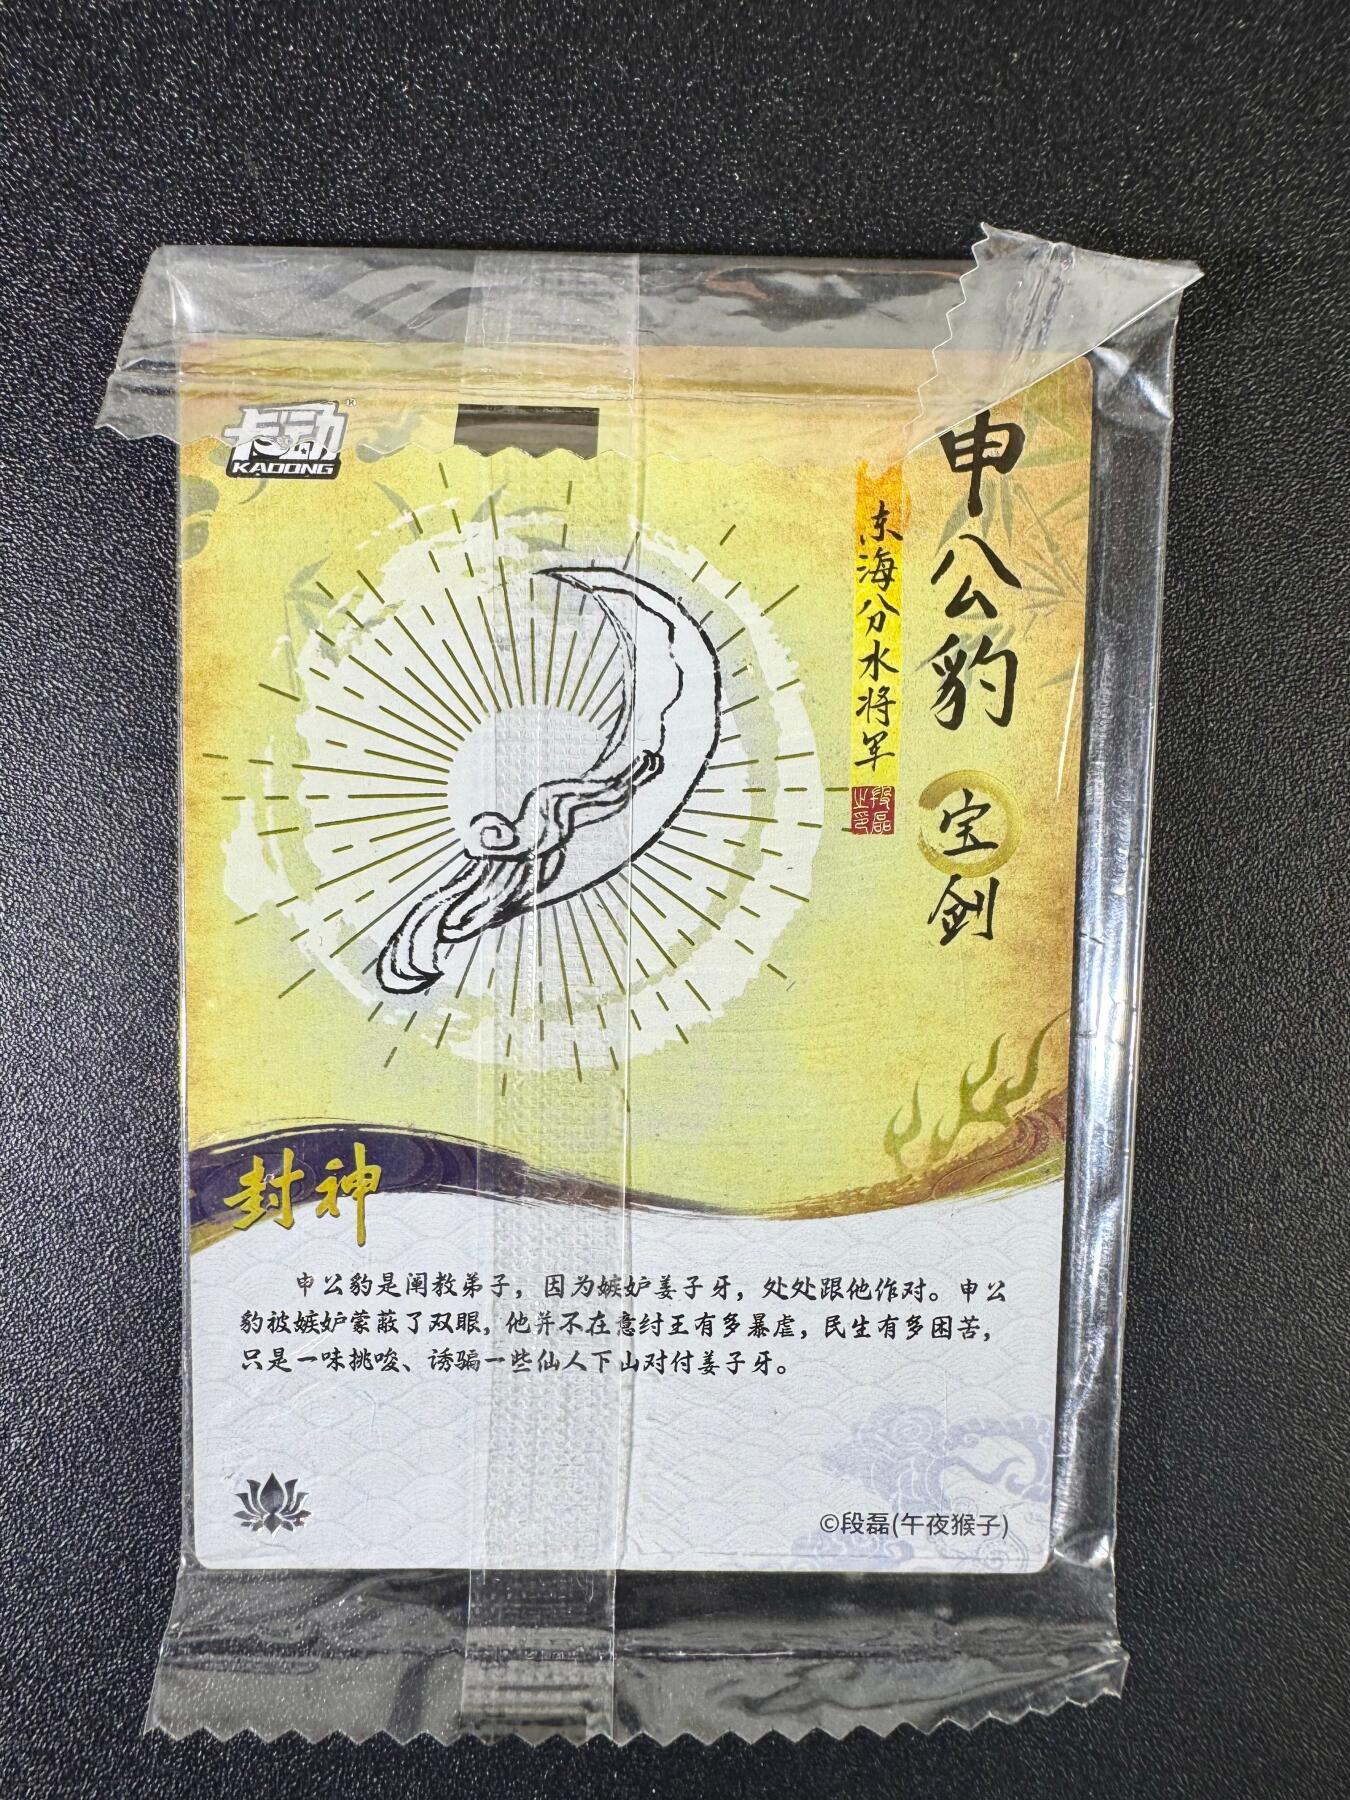 卡动
KADONG
申公豹
宝剑
东海分水将军
段磊之印
封神
申公豹是阐教弟子，因为嫉妒姜子牙，处处跟他作对。申公
豹被嫉妒蒙蔽了双眼，他并不在意纣王有多暴虐，民生有多困苦，
只是一味挑唆、诱骗一些仙人下山对付姜子牙。
©段磊(午夜猴子)